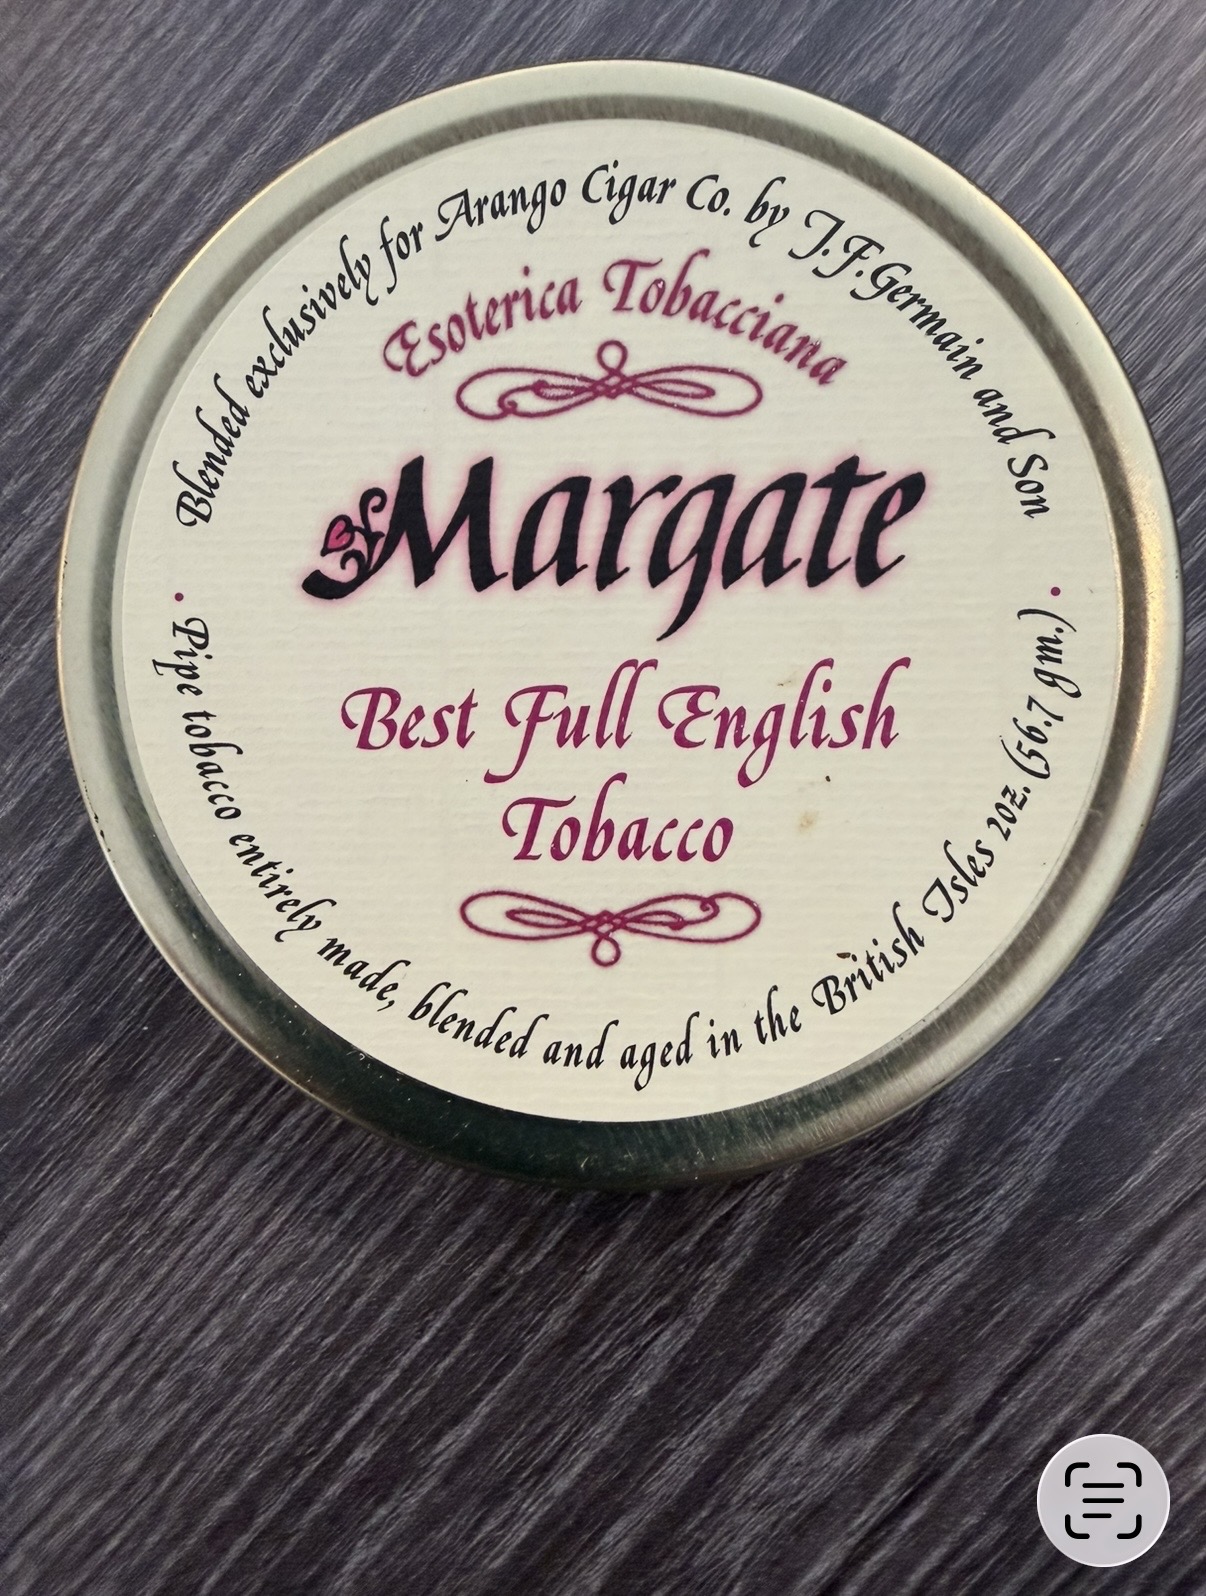 Blended exclusively for Arango Cigar Co. by J.F.Germain and Son
Esoterica Tobacciana
Margate
Best Full English
Tobacco
• Pipe tobacco entirely made, blended and aged in the British Isles 2oz. (56.7 gm.) •